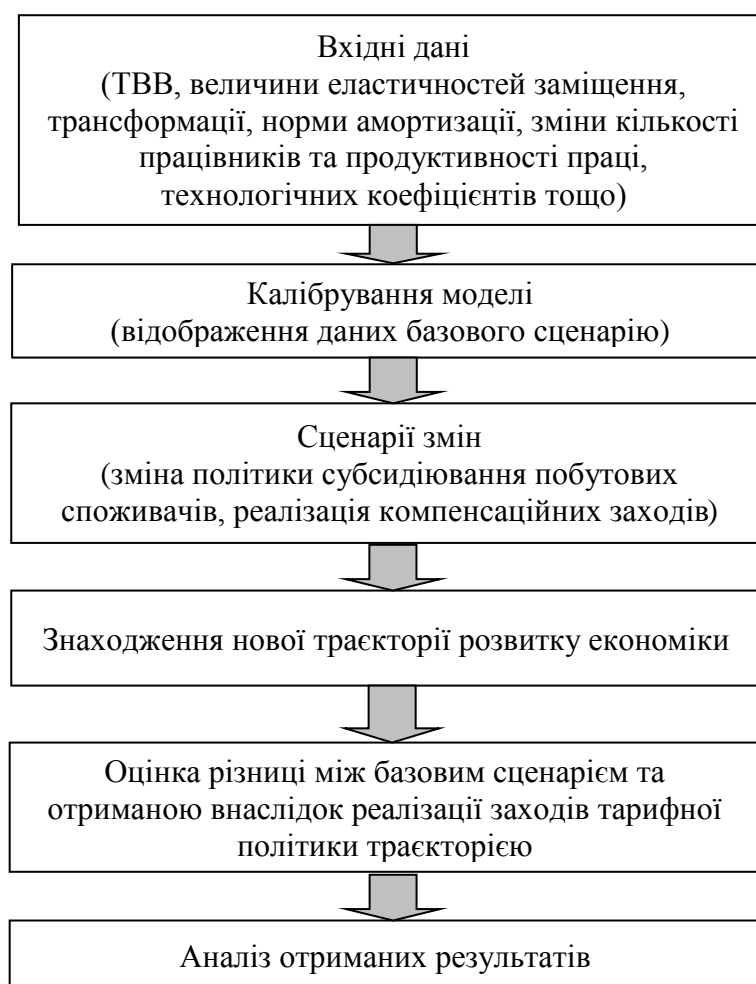 Вхідні дані
(ТВВ, величини еластичностей заміщення,
трансформації, норми амортизації, зміни кількості
працівників та продуктивності праці,
технологічних коефіцієнтів тощо)
Калібрування моделі
(відображення даних базового сценарію)
Сценарії змін
(зміна політики субсидіювання побутових
споживачів, реалізація компенсаційних заходів)
Знаходження нової траєкторії розвитку економіки
Оцінка різниці між базовим сценарієм та
отриманою внаслідок реалізації заходів тарифної
політики траєкторією
Аналіз отриманих результатів